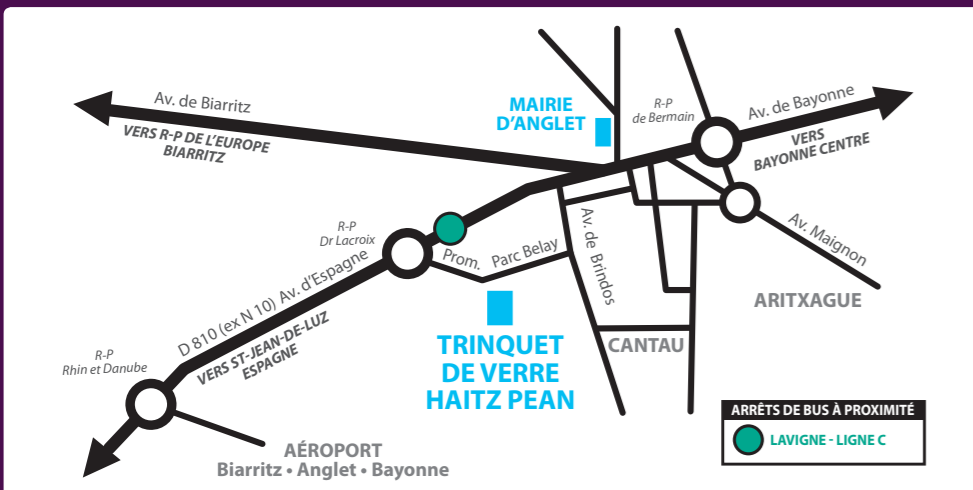 Av. de Biarritz
VERS R-P DE L'EUROPE
BIARRITZ
MAIRIE
D'ANGLET
R-P
de Bermain
Av. de Bayonne
VERS
BAYONNE CENTRE
R-P
Dr Lacroix
Prom. Parc Belay
Av. de Brindos
Av. Maignon
ARITXAGUE
D 810 (ex N 10) Av. d'Espagne
VERS ST-JEAN-DE-LUZ
ESPAGNE
TRINQUET
DE VERRE
HAITZ PEAN
CANTAU
R-P
Rhin et Danube
AÉROPORT
Biarritz • Anglet • Bayonne
ARRÊTS DE BUS À PROXIMITÉ
LAVIGNE - LIGNE C